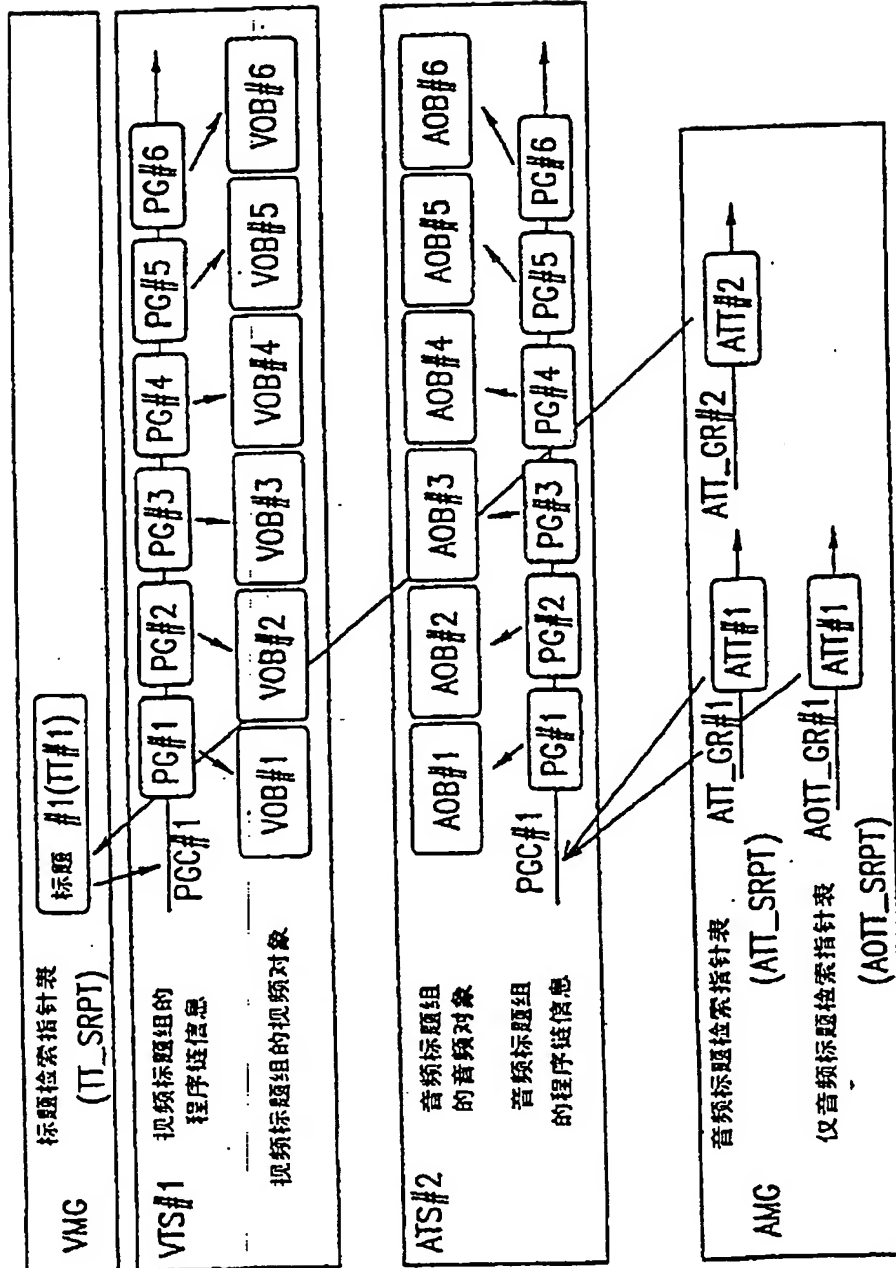 VMG
标题检索指针表
(TT_SRPT)
标题 #1(TT#1)
VTS#1
视频标题组的
程序链信息
PGC#1
PG#1
PG#2
PG#3
PG#4
PG#5
PG#6
视频标题组的视频对象
VOB#1
VOB#2
VOB#3
VOB#4
VOB#5
VOB#6
ATS#2
音频标题组
的音频对象
AOB#1
AOB#2
AOB#3
AOB#4
AOB#5
AOB#6
音频标题组
的程序链信息
PGC#1
PG#1
PG#2
PG#3
PG#4
PG#5
PG#6
AMG
音频标题检索指针表
(ATT_SRPT)
ATT_GR#1
ATT#1
ATT_GR#2
ATT#2
仅音频标题检索指针表
(AOTT_SRPT)
AOTT_GR#1
ATT#1